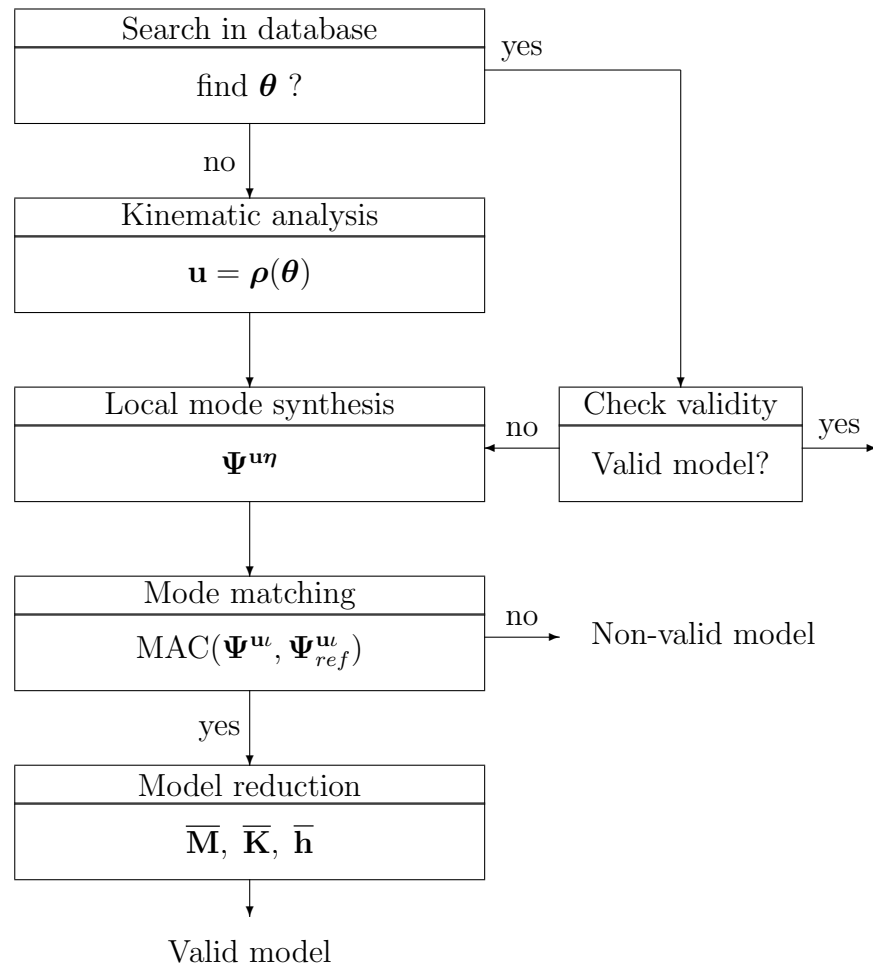 Search in database
yes
find θ ?
no
Kinematic analysis
u = ρ(θ)
Local mode synthesis
Ψ^{uη}
no
Check validity
Valid model?
yes
Mode matching
MAC(Ψ^{uι}, Ψ^{uι}_{ref})
no
Non-valid model
yes
Model reduction
M̅, K̅, h̅
Valid model